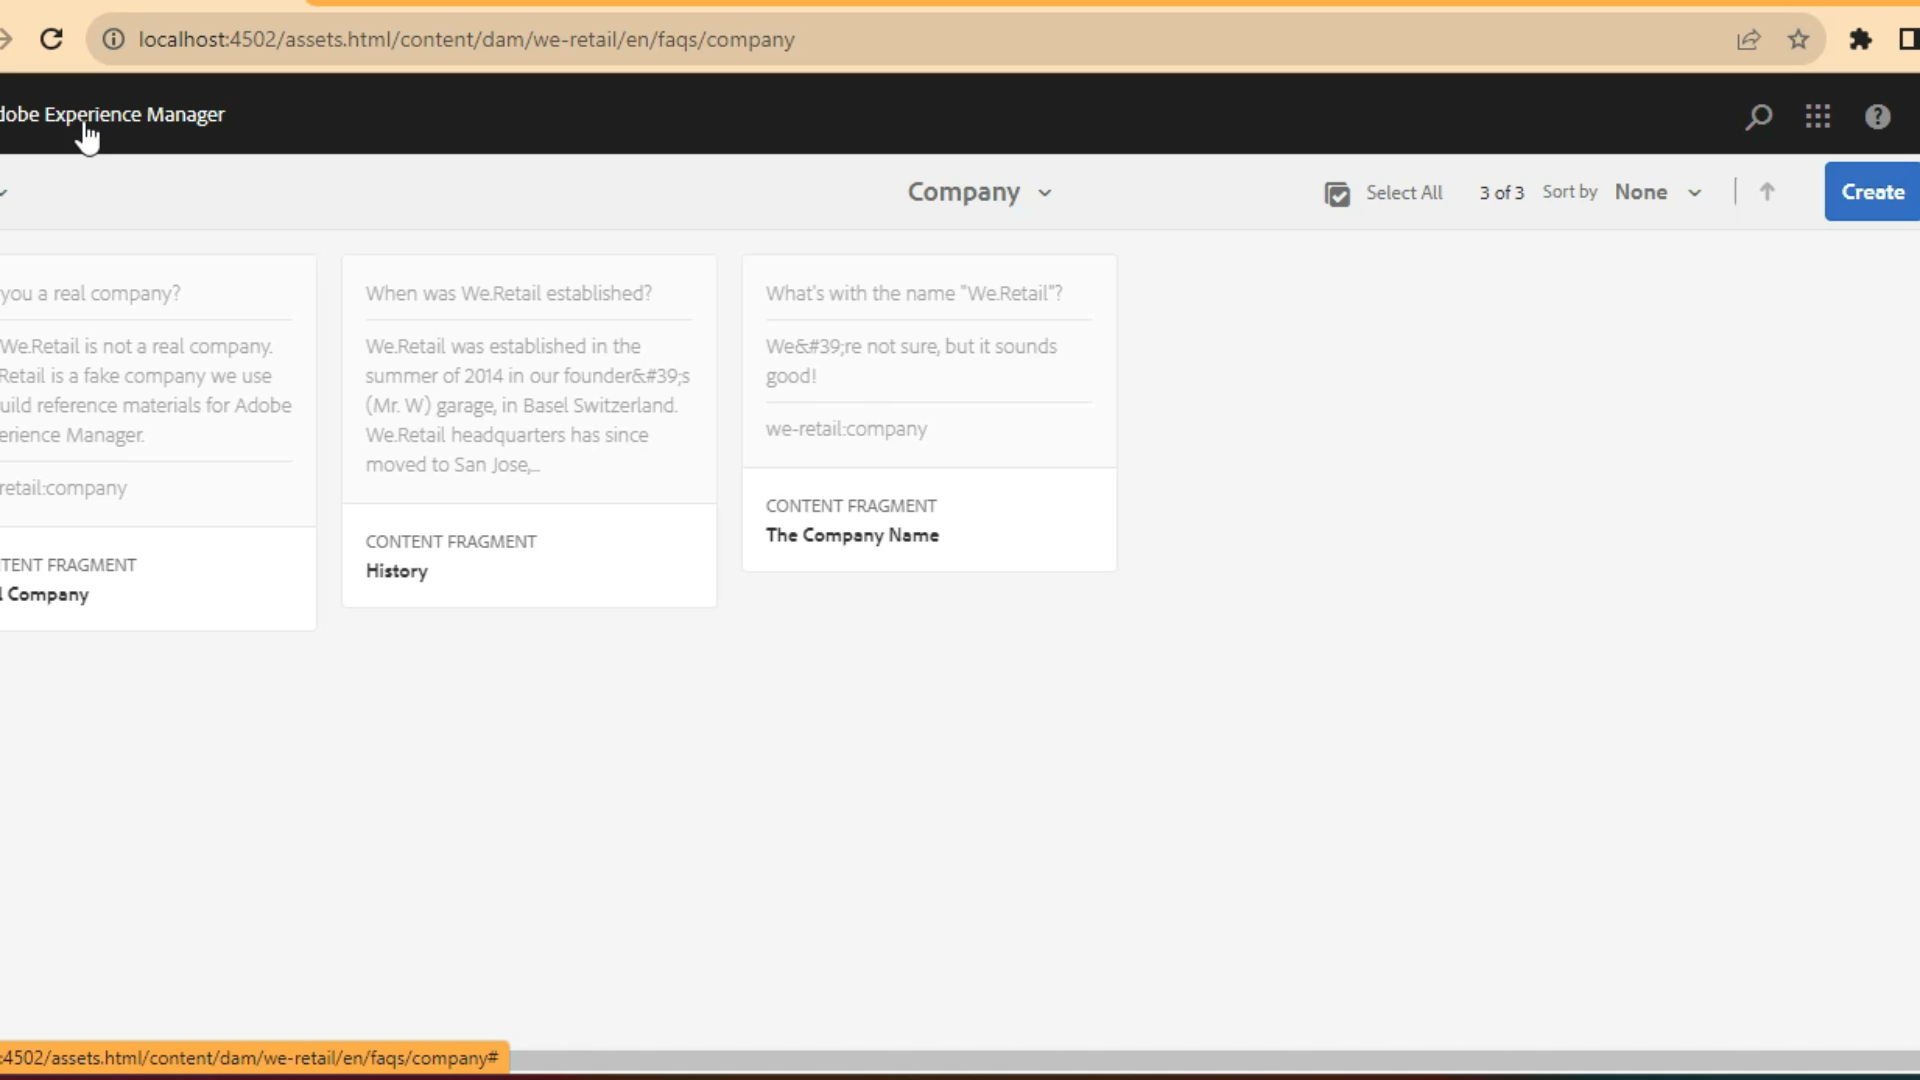 localhost:4502/assets.html/content/dam/we-retail/en/faqs/company
dobe Experience Manager
Company
Select All
3 of 3
Sort by
None
Create
you a real company?
We.Retail is not a real company.
Retail is a fake company we use
uild reference materials for Adobe
erience Manager.
retail:company
TENT FRAGMENT
l Company
When was We.Retail established?
We.Retail was established in the
summer of 2014 in our founder&#39;s
(Mr. W) garage, in Basel Switzerland.
We.Retail headquarters has since
moved to San Jose,...
CONTENT FRAGMENT
History
What's with the name "We.Retail"?
We&#39;re not sure, but it sounds
good!
we-retail:company
CONTENT FRAGMENT
The Company Name
:4502/assets.html/content/dam/we-retail/en/faqs/company#